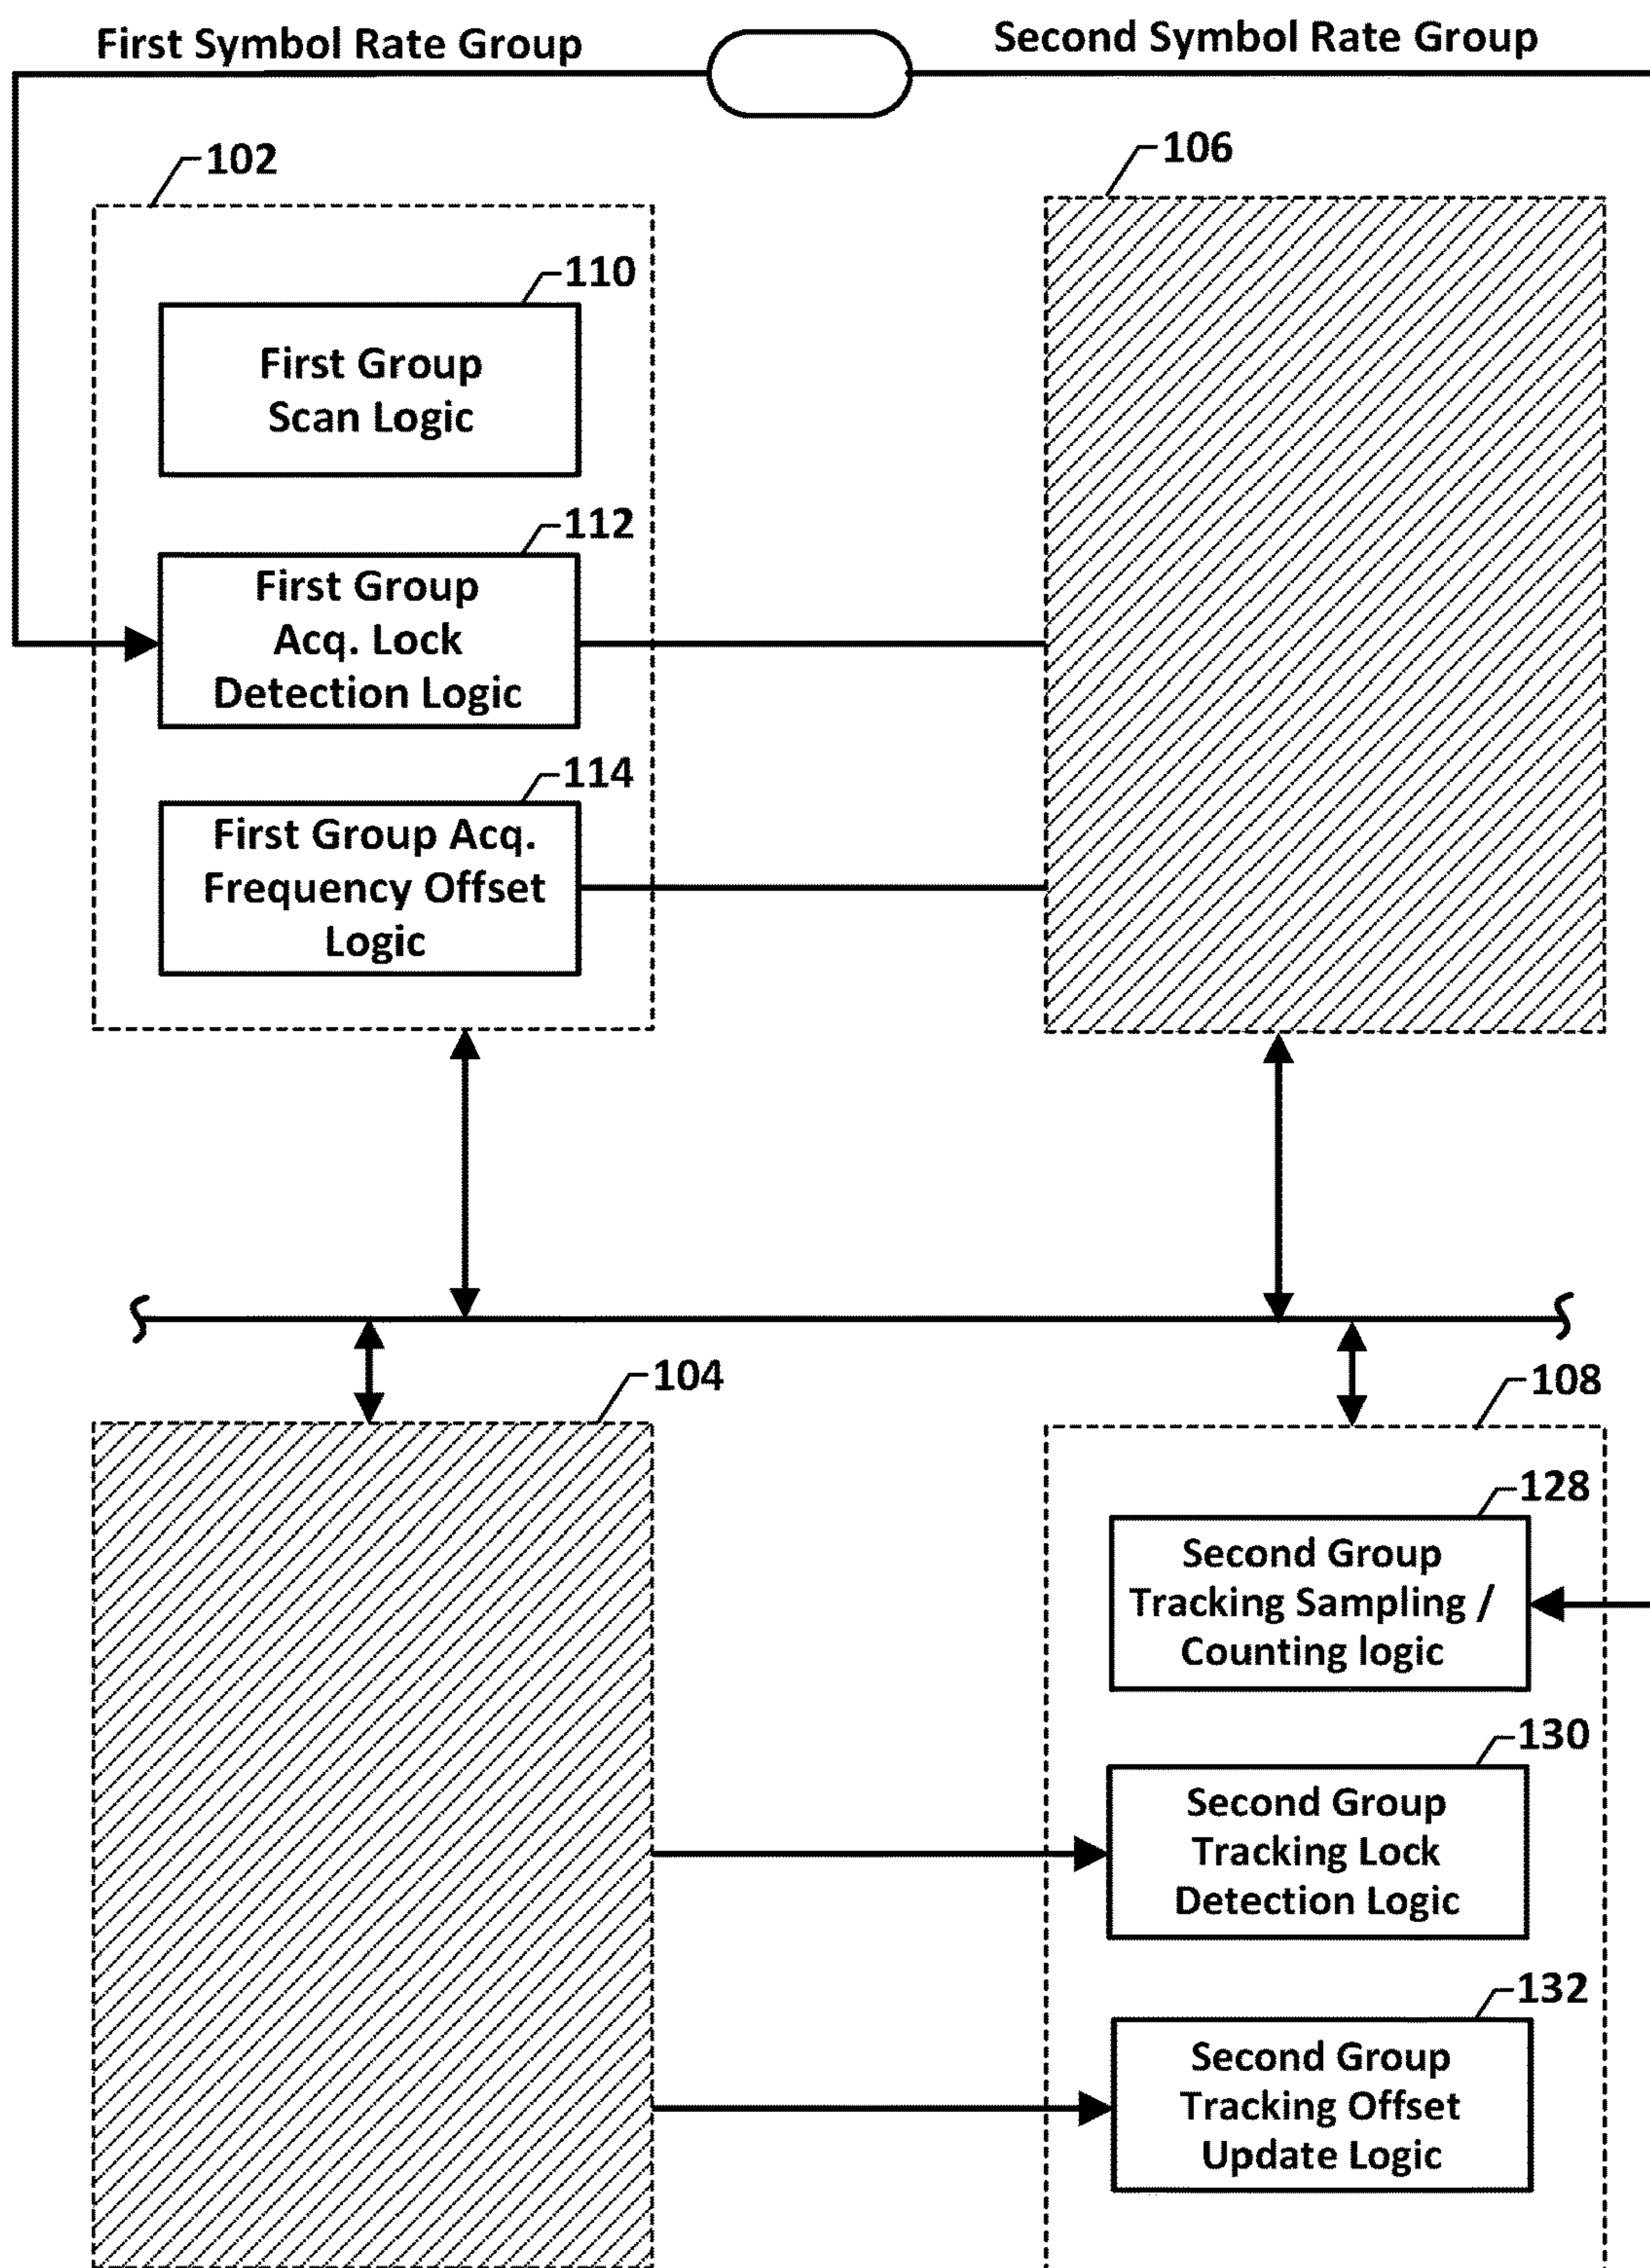 First Symbol Rate Group
Second Symbol Rate Group
102
106
110
First Group
Scan Logic
112
First Group
Acq. Lock
Detection Logic
114
First Group Acq.
Frequency Offset
Logic
104
108
128
Second Group
Tracking Sampling /
Counting logic
130
Second Group
Tracking Lock
Detection Logic
132
Second Group
Tracking Offset
Update Logic